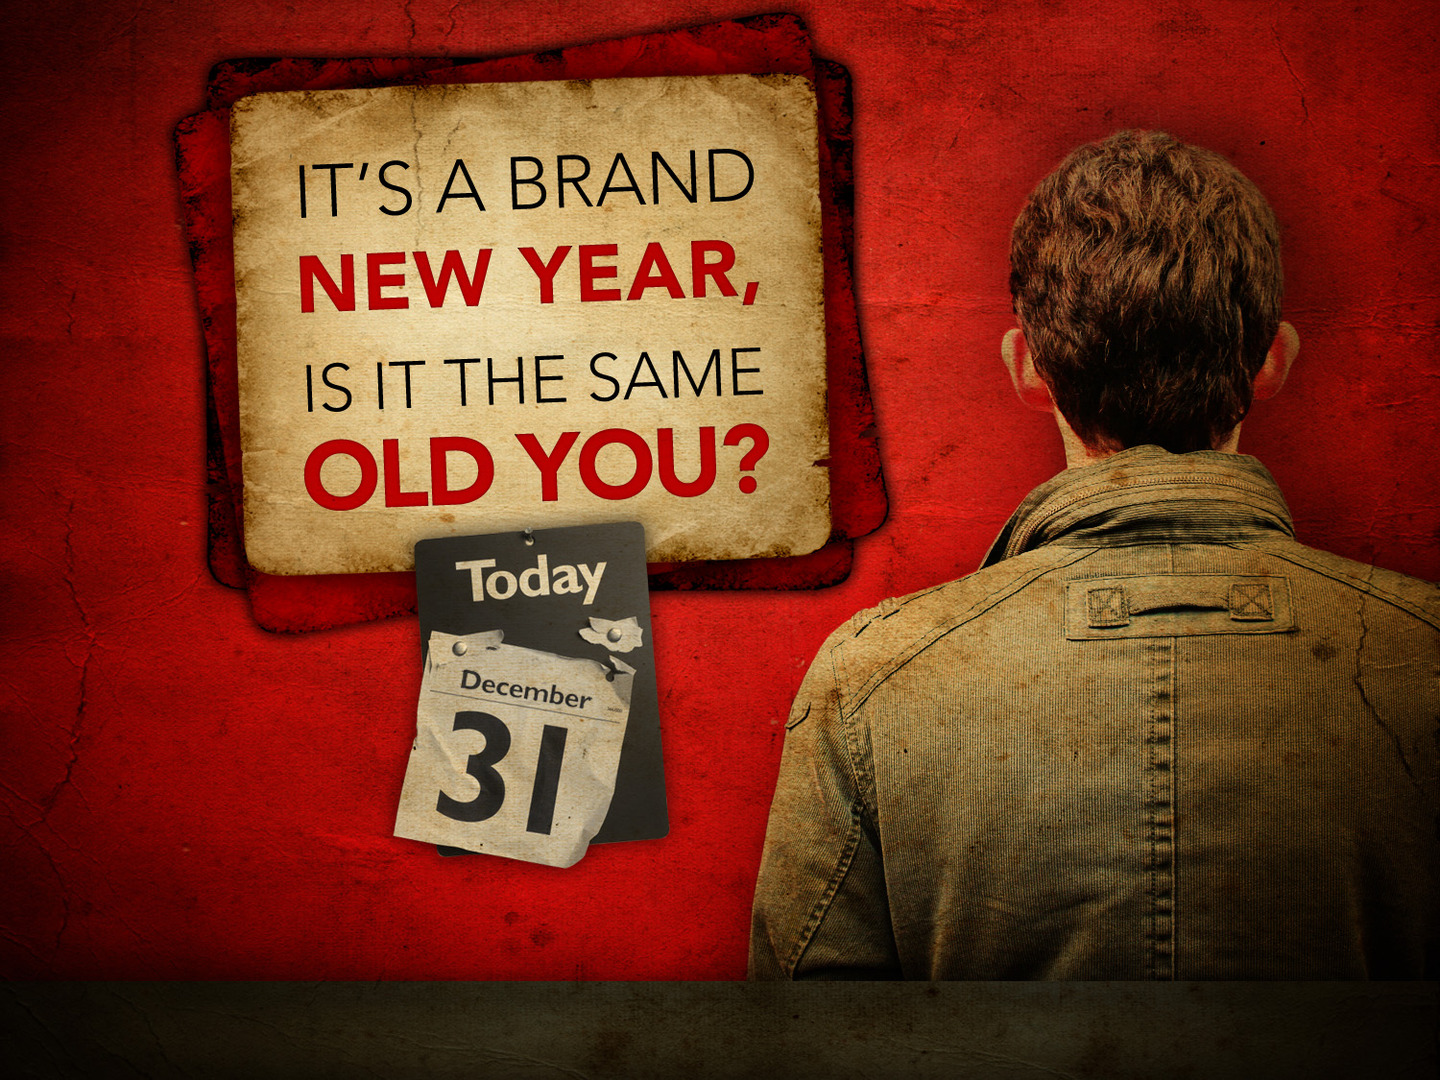 IT'S A BRAND
NEW YEAR,
IS IT THE SAME
OLD YOU?
Today
December
31